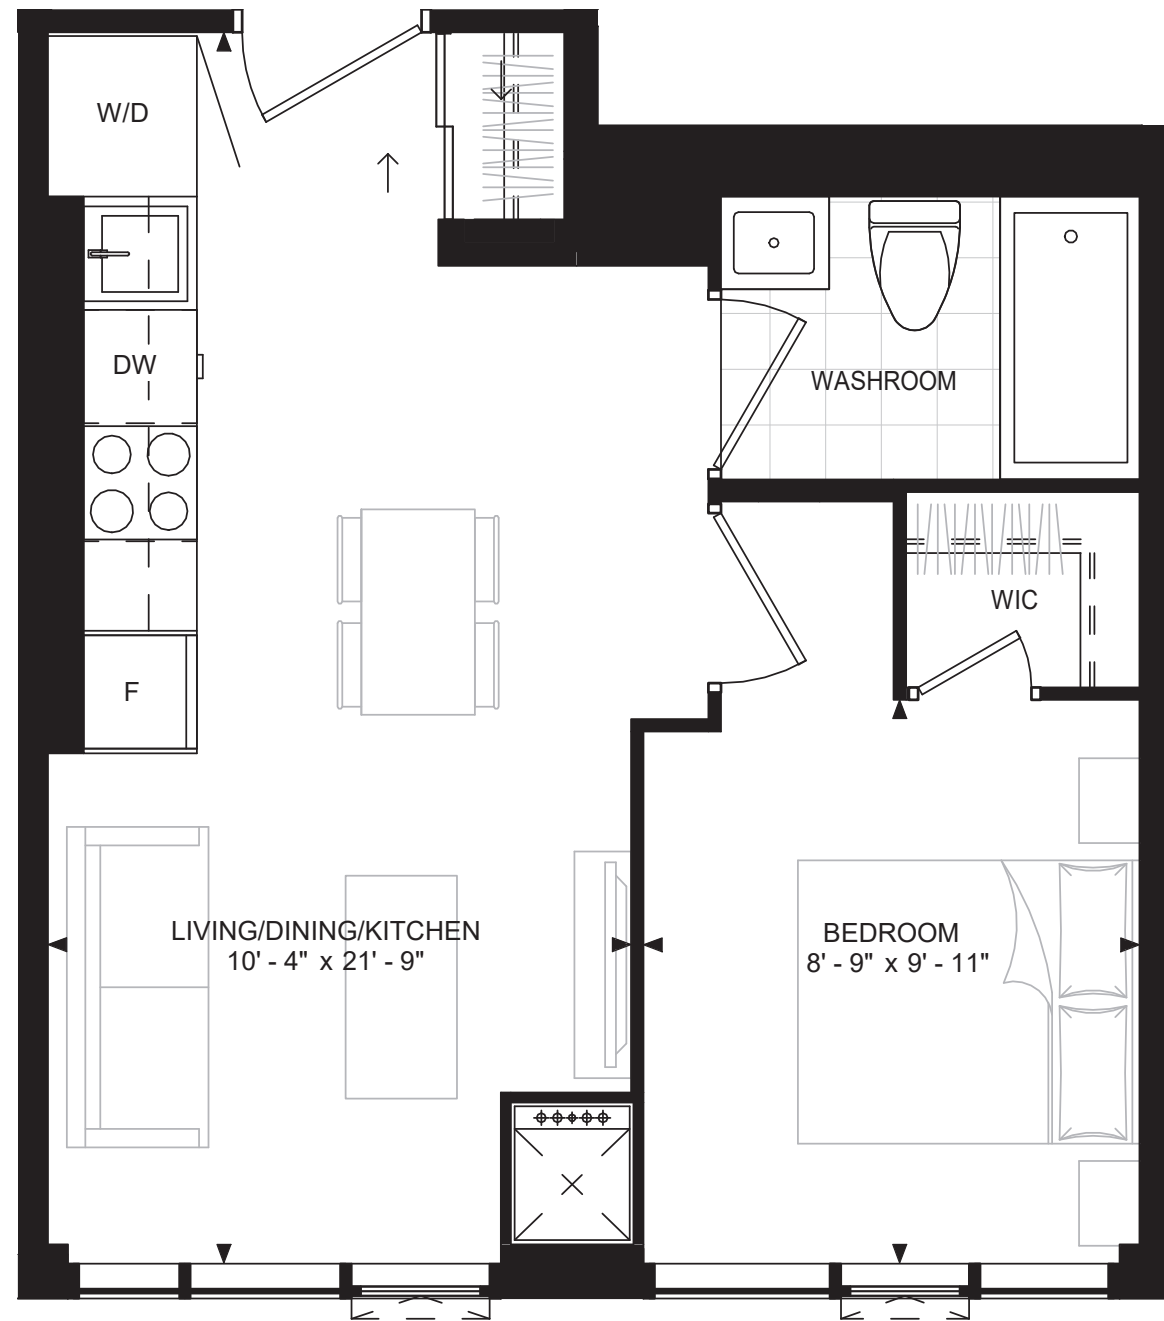 W/D
DW
WASHROOM
WIC
F
LIVING/DINING/KITCHEN
10' - 4" x 21' - 9"
BEDROOM
8' - 9" x 9' - 11"